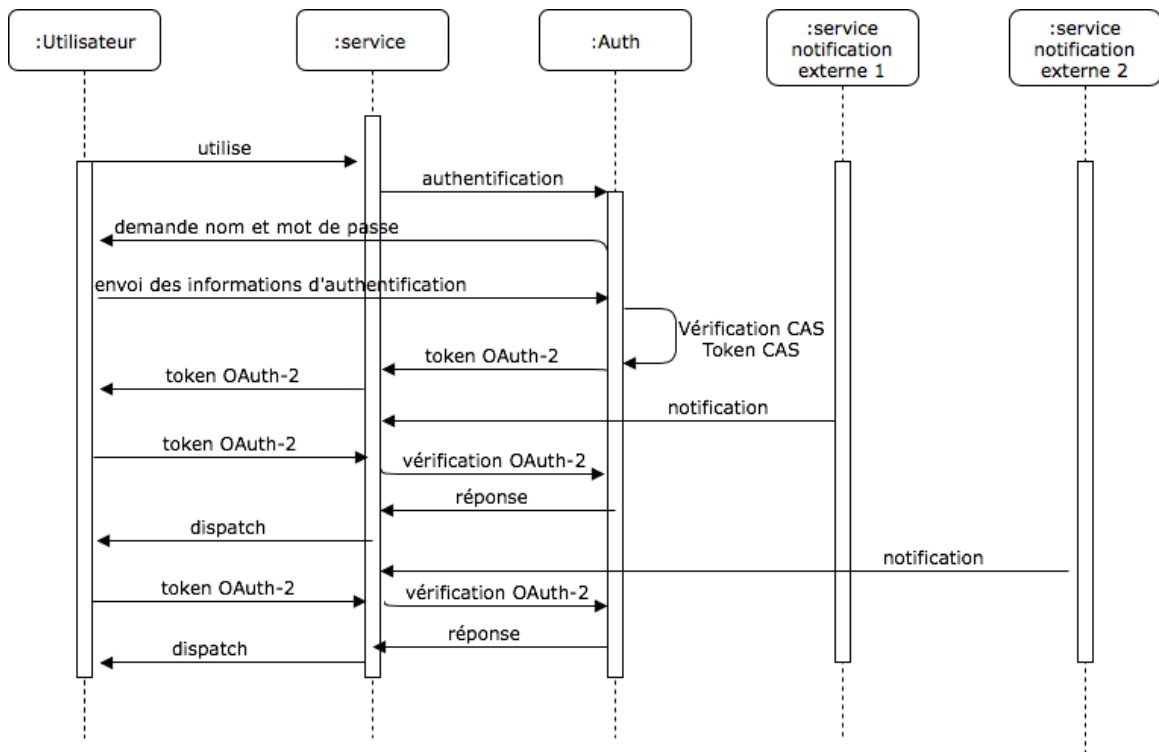 :Utilisateur
:service
:Auth
:service
notification
externe 1
:service
notification
externe 2
utilise
authentification
demande nom et mot de passe
envoi des informations d'authentification
Vérification CAS
Token CAS
token OAuth-2
token OAuth-2
notification
token OAuth-2
vérification OAuth-2
réponse
dispatch
notification
token OAuth-2
vérification OAuth-2
réponse
dispatch